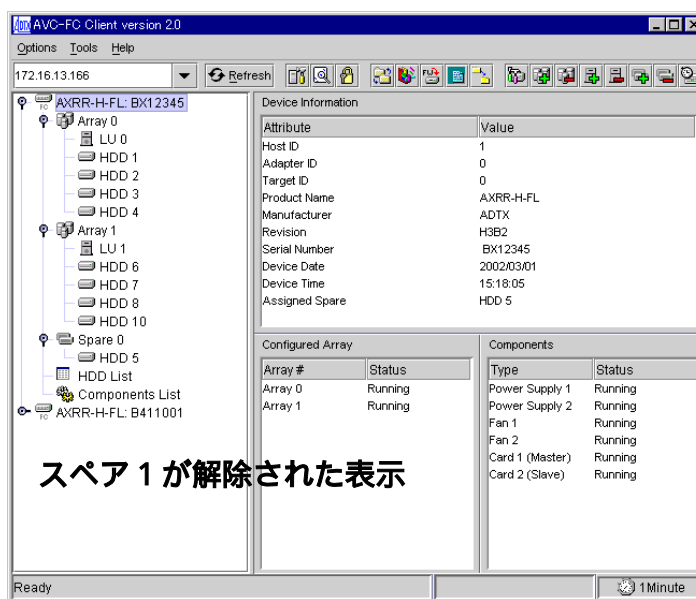 ADTX AVC-FC Client version 2.0
Options Tools Help
172.16.13.166 Refresh
AXRR-H-FL: BX12345
Array 0
LU 0
HDD 1
HDD 2
HDD 3
HDD 4
Array 1
LU 1
HDD 6
HDD 7
HDD 8
HDD 10
Spare 0
HDD 5
HDD List
Components List
AXRR-H-FL: B411001
スペア1が解除された表示
Device Information
Attribute Value
Host ID 1
Adapter ID 0
Target ID 0
Product Name AXRR-H-FL
Manufacturer ADTX
Revision H3B2
Serial Number BX12345
Device Date 2002/03/01
Device Time 15:18:05
Assigned Spare HDD 5
Configured Array
Array # Status
Array 0 Running
Array 1 Running
Components
Type Status
Power Supply 1 Running
Power Supply 2 Running
Fan 1 Running
Fan 2 Running
Card 1 (Master) Running
Card 2 (Slave) Running
Ready 1 Minute